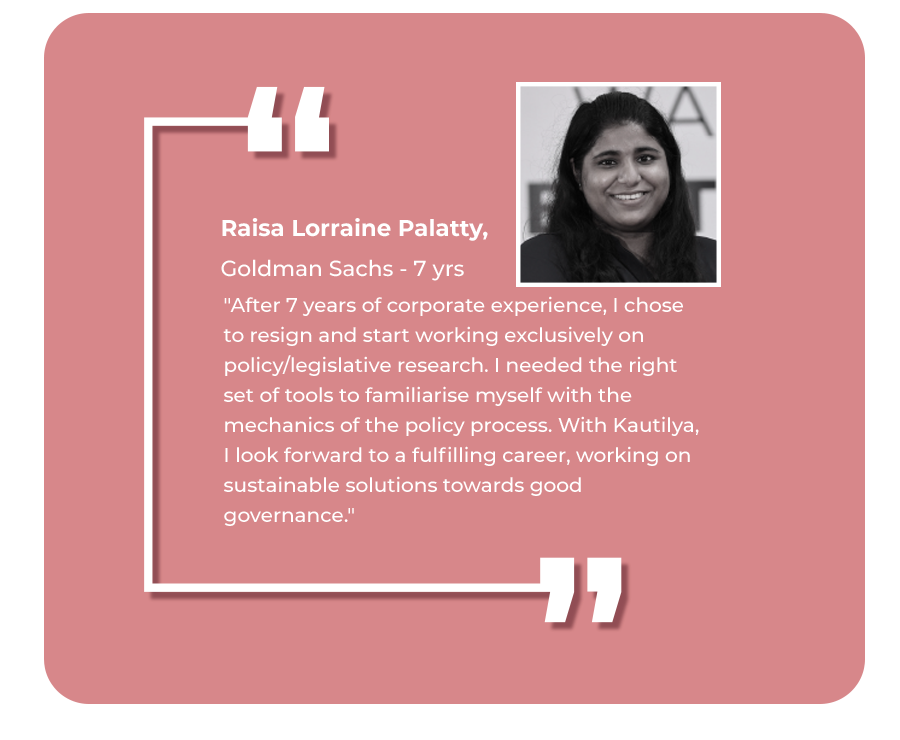 Raisa Lorraine Palatty,
Goldman Sachs - 7 yrs
"After 7 years of corporate experience, I chose
to resign and start working exclusively on
policy/legislative research. I needed the right
set of tools to familiarise myself with the
mechanics of the policy process. With Kautilya,
I look forward to a fulfilling career, working on
sustainable solutions towards good
governance."